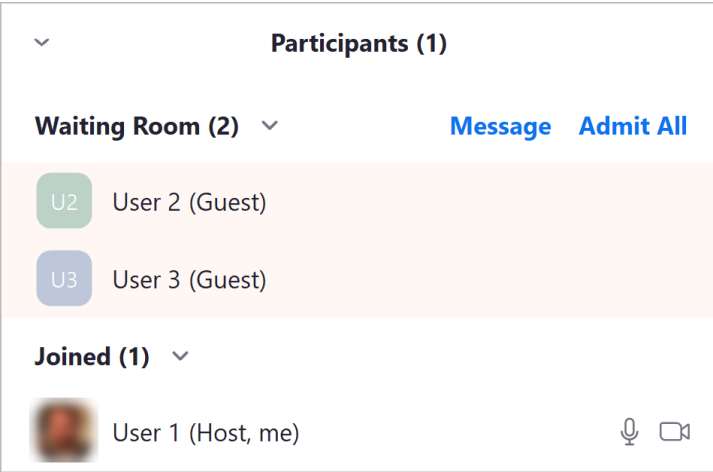 Participants (1)
Waiting Room (2) Message Admit All
U2 User 2 (Guest)
U3 User 3 (Guest)
Joined (1)
User 1 (Host, me)